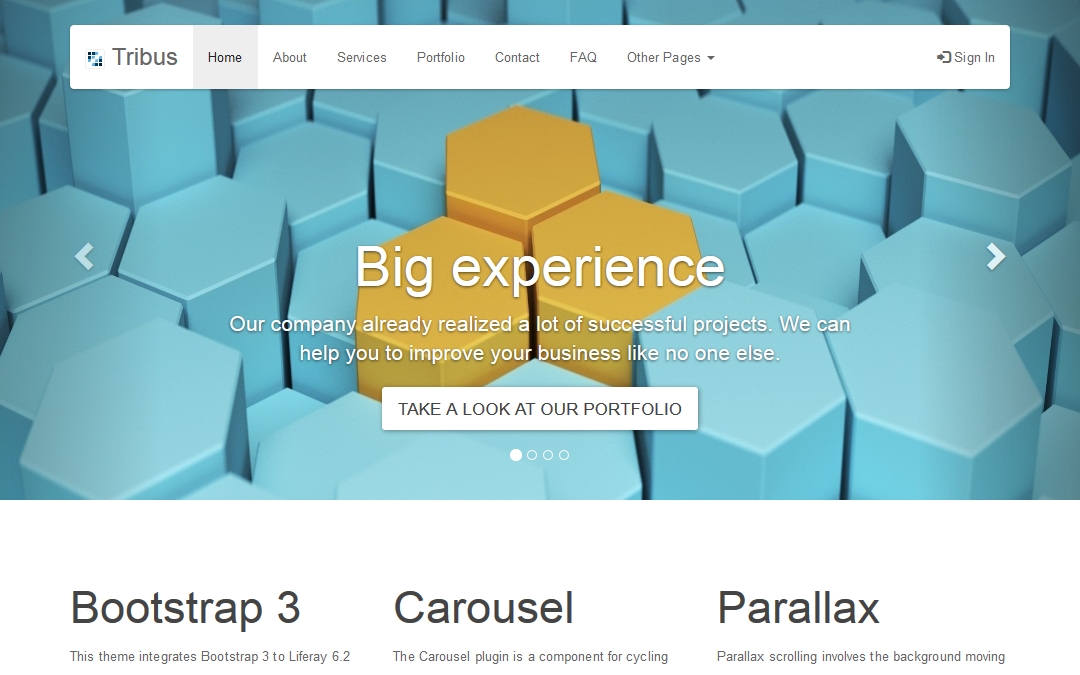 Tribus
Home
About
Services
Portfolio
Contact
FAQ
Other Pages
Sign In
Big experience
Our company already realized a lot of successful projects. We can
help you to improve your business like no one else.
TAKE A LOOK AT OUR PORTFOLIO
Bootstrap 3
This theme integrates Bootstrap 3 to Liferay 6.2
Carousel
The Carousel plugin is a component for cycling
Parallax
Parallax scrolling involves the background moving